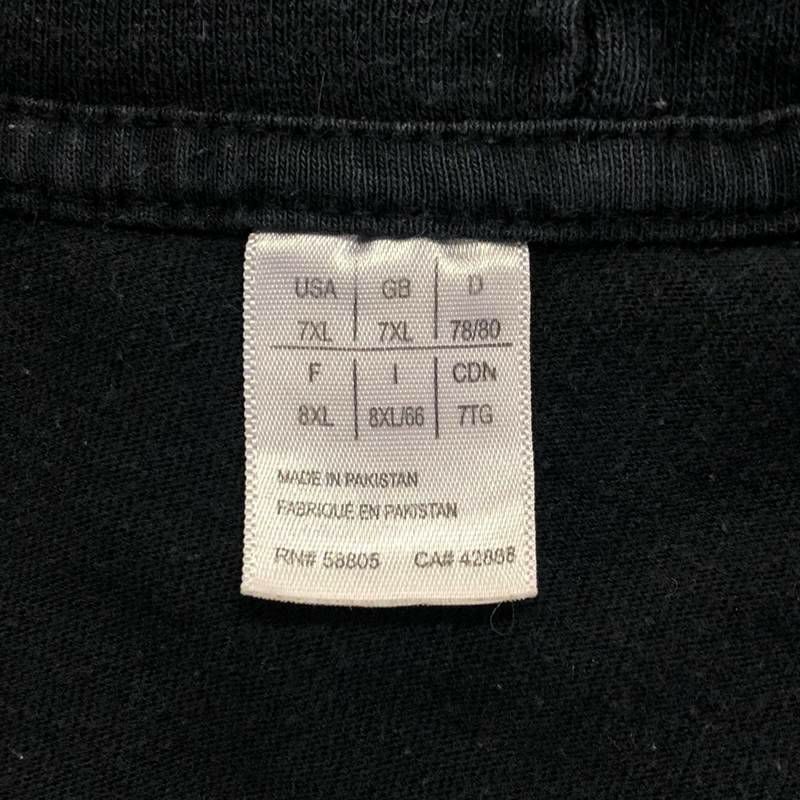 USA GB D
7XL 7XL 78/80
F I CDN
8XL 8XL/66 7TG
MADE IN PAKISTAN
FABRIQUÉ EN PAKISTAN
RN# 58805 CA# 42888